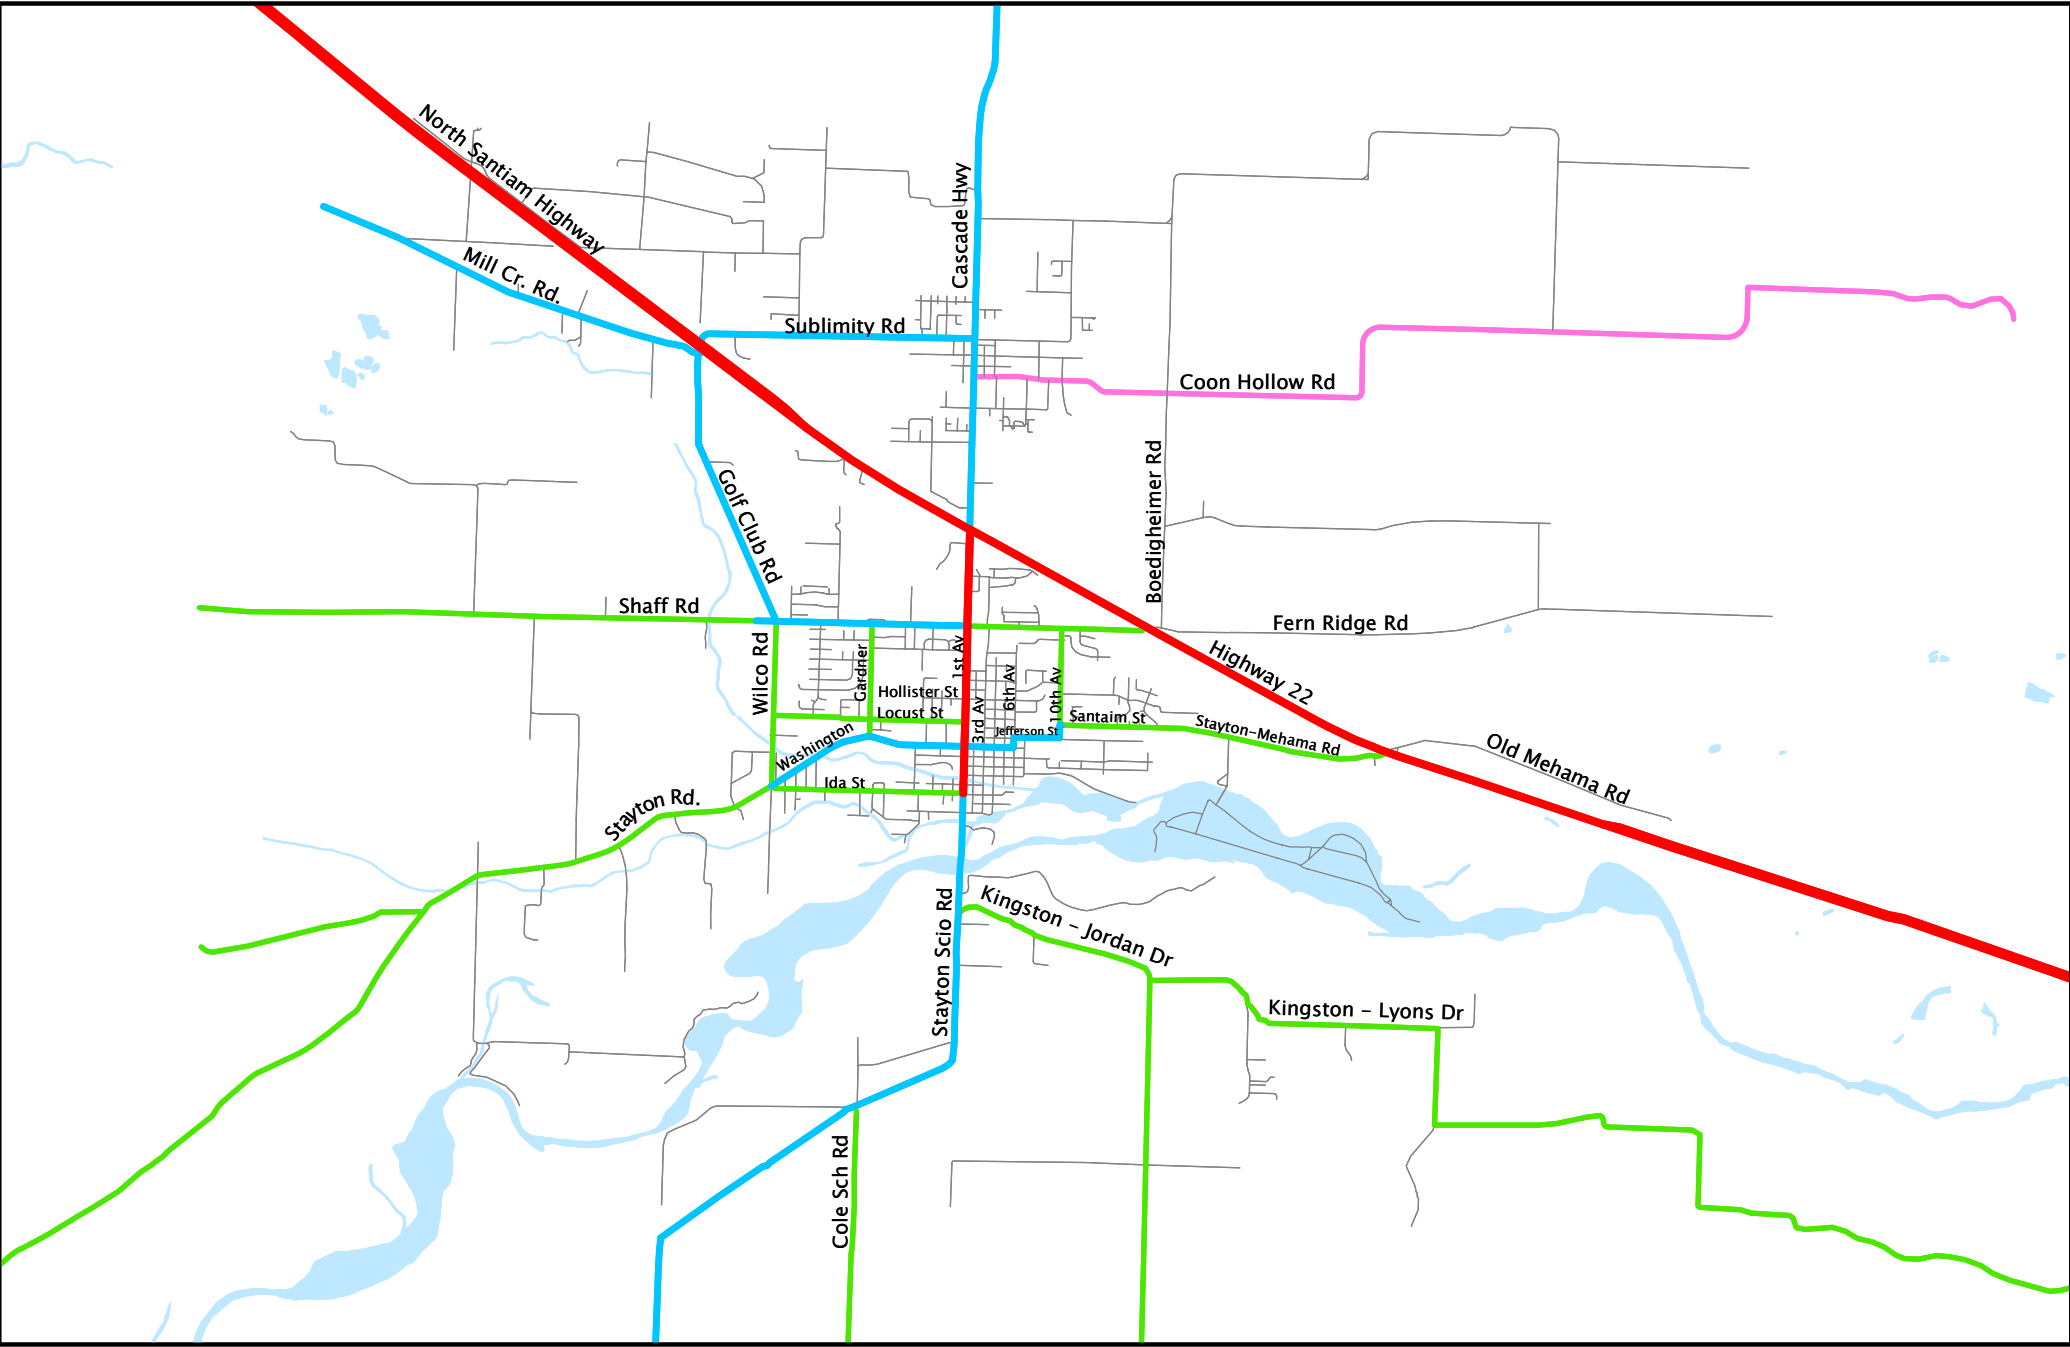 North Santiam Highway
Cascade Hwy
Mill Cr. Rd.
Sublimity Rd
Coon Hollow Rd
Boedigheimer Rd
Golf Club Rd
Shaff Rd
Fern Ridge Rd
Wilco Rd
Gardner
1st Av
Highway 22
6th Av
10th Av
Hollister St
Locust St
3rd Av
Santaim St
Stayton-Mehama Rd
Jefferson St
Washington
Old Mehama Rd
Ida St
Stayton Rd.
Stayton Scio Rd
Kingston - Jordan Dr
Kingston - Lyons Dr
Cole Sch Rd